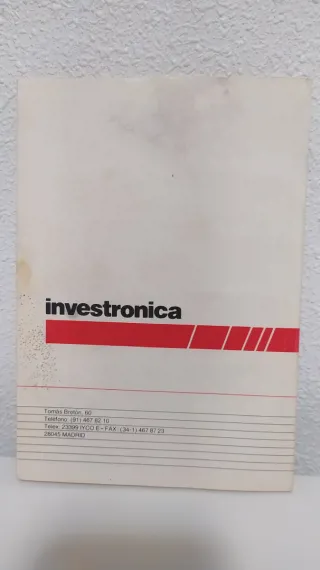 investronica
Tomás Bretón, 60
Teléfono: (91) 467 82 10
Telex: 23399 IYCO E - FAX: (34-1) 467 87 23
28045 MADRID